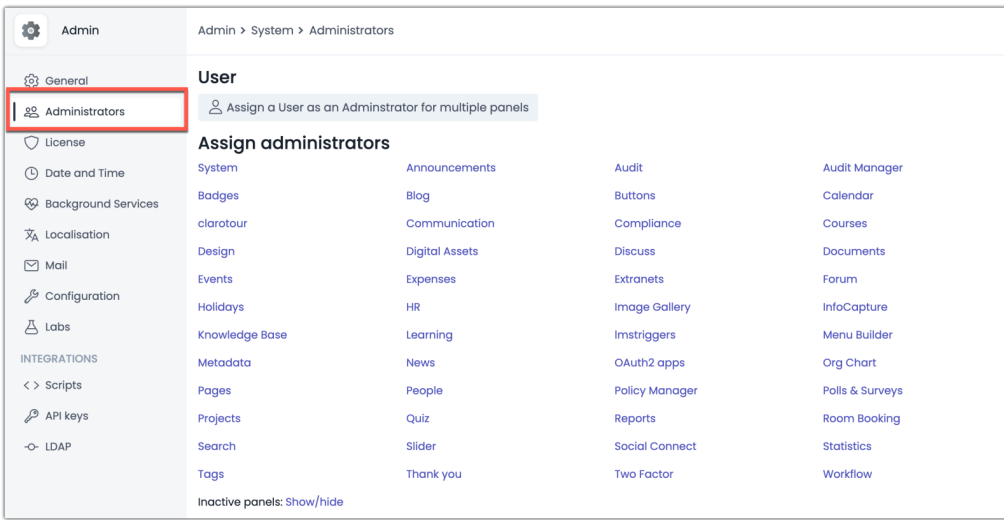 Admin
Admin > System > Administrators
General
Administrators
License
Date and Time
Background Services
Localisation
Mail
Configuration
Labs
INTEGRATIONS
Scripts
API keys
LDAP
User
Assign a User as an Adminstrator for multiple panels
Assign administrators
System Announcements Audit Audit Manager
Badges Blog Buttons Calendar
clarotour Communication Compliance Courses
Design Digital Assets Discuss Documents
Events Expenses Extranets Forum
Holidays HR Image Gallery InfoCapture
Knowledge Base Learning lmstriggers Menu Builder
Metadata News OAuth2 apps Org Chart
Pages People Policy Manager Polls & Surveys
Projects Quiz Reports Room Booking
Search Slider Social Connect Statistics
Tags Thank you Two Factor Workflow
Inactive panels: Show/hide